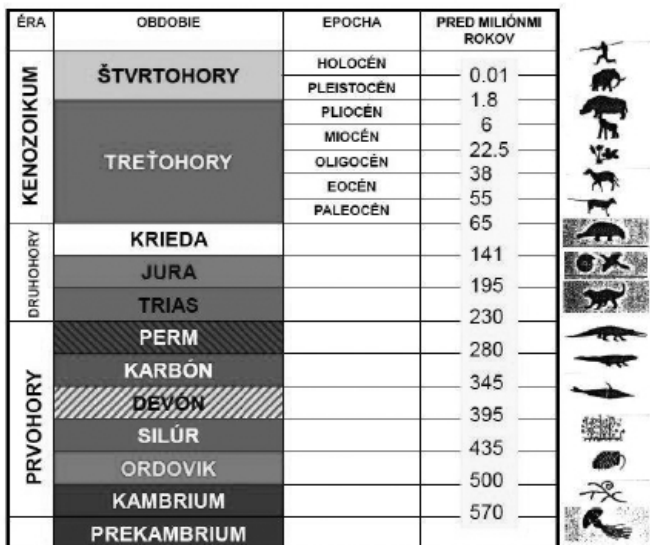 ÉRA
OBDOBIE
EPOCHA
PRED MILIÓNMI
ROKOV
KENOZOIKUM
ŠTVRTOHORY
HOLOCÉN
0.01
PLEISTOCÉN
1.8
TREŤOHORY
PLIOCÉN
6
MIOCÉN
22.5
OLIGOCÉN
38
EOCÉN
55
PALEOCÉN
65
DRUHOHORY
KRIEDA
141
JURA
195
TRIAS
230
PRVOHORY
PERM
280
KARBÓN
345
DEVÓN
395
SILÚR
435
ORDOVIK
500
KAMBRIUM
570
PREKAMBRIUM